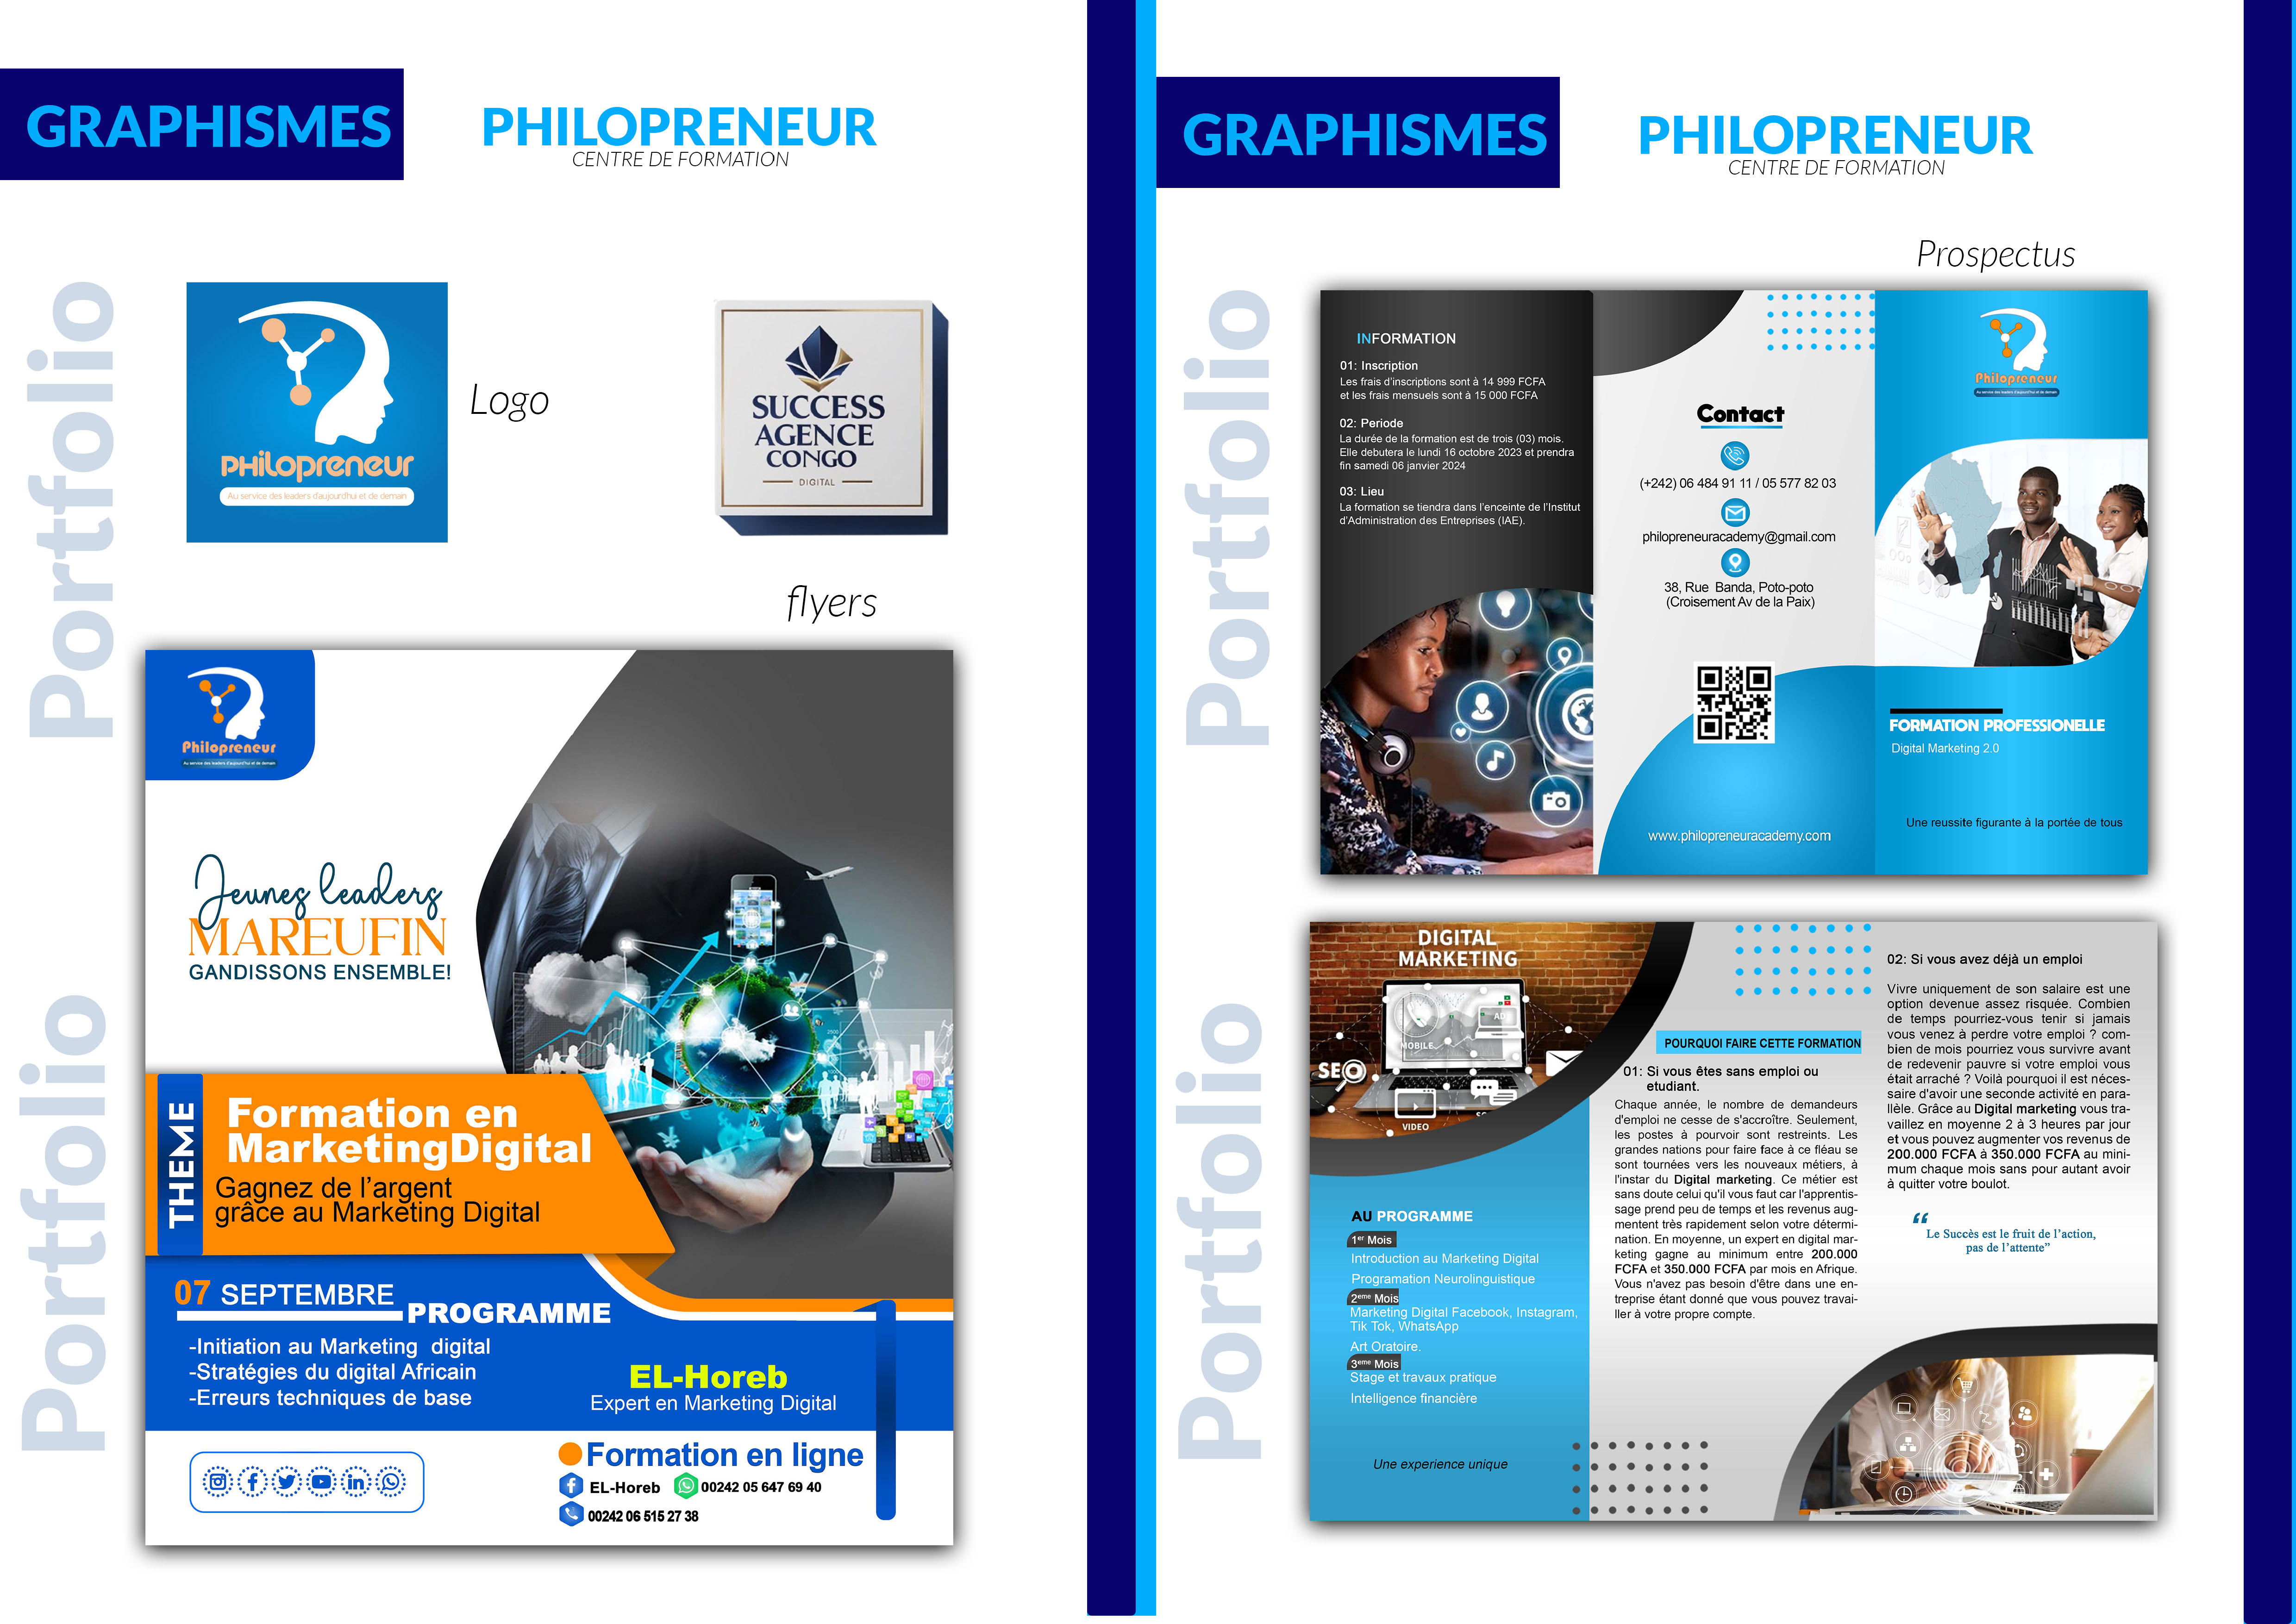 GRAPHISMES
PHILOPRENEUR
CENTRE DE FORMATION
Portfolio
Portfolio
PHilopreneur
Au service des leaders d'aujourd'hui et de demain
Logo
SUCCESS
AGENCE
CONGO
DIGITAL
flyers
Philopreneur
Au service des leaders d'aujourd'hui et de demain
Jeunes leaders
MAREUFIN
GANDISSONS ENSEMBLE!
THEME
Formation en
MarketingDigital
Gagnez de l'argent
grâce au Marketing Digital
07 SEPTEMBRE
PROGRAMME
-Initiation au Marketing digital
-Stratégies du digital Africain
-Erreurs techniques de base
EL-Horeb
Expert en Marketing Digital
Formation en ligne
EL-Horeb 00242 05 647 69 40
00242 06 515 27 38
GRAPHISMES
PHILOPRENEUR
CENTRE DE FORMATION
Portfolio
Portfolio
Prospectus
INFORMATION
01: Inscription
Les frais d'inscriptions sont à 14 999 FCFA
et les frais mensuels sont à 15 000 FCFA
02: Periode
La durée de la formation est de trois (03) mois.
Elle debutera le lundi 16 octobre 2023 et prendra
fin samedi 06 janvier 2024
03: Lieu
La formation se tiendra dans l'enceinte de l'Institut
d'Administration des Entreprises (IAE).
Contact
(+242) 06 484 91 11 / 05 577 82 03
philopreneuracademy@gmail.com
38, Rue Banda, Poto-poto
(Croisement Av de la Paix)
www.philopreneuracademy.com
Philopreneur
Au service des leaders d'aujourd'hui et de demain
FORMATION PROFESSIONELLE
Digital Marketing 2.0
Une reussite figurante à la portée de tous
DIGITAL
MARKETING
MOBILE
AD
SEO
VIDEO
AU PROGRAMME
1er Mois
Introduction au Marketing Digital
Programation Neurolinguistique
2eme Mois
Marketing Digital Facebook, Instagram,
Tik Tok, WhatsApp
Art Oratoire.
3eme Mois
Stage et travaux pratique
Intelligence financière
Une experience unique
POURQUOI FAIRE CETTE FORMATION
01: Si vous êtes sans emploi ou
etudiant.
Chaque année, le nombre de demandeurs
d'emploi ne cesse de s'accroître. Seulement,
les postes à pourvoir sont restreints. Les
grandes nations pour faire face à ce fléau se
sont tournées vers les nouveaux métiers, à
l'instar du Digital marketing. Ce métier est
sans doute celui qu'il vous faut car l'apprentis-
sage prend peu de temps et les revenus aug-
mentent très rapidement selon votre détermi-
nation. En moyenne, un expert en digital mar-
keting gagne au minimum entre 200.000
FCFA et 350.000 FCFA par mois en Afrique.
Vous n'avez pas besoin d'être dans une en-
treprise étant donné que vous pouvez travai-
ller à votre propre compte.
02: Si vous avez déjà un emploi
Vivre uniquement de son salaire est une
option devenue assez risquée. Combien
de temps pourriez-vous tenir si jamais
vous venez à perdre votre emploi ? com-
bien de mois pourriez vous survivre avant
de redevenir pauvre si votre emploi vous
était arraché ? Voilà pourquoi il est néces-
saire d'avoir une seconde activité en para-
llèle. Grâce au Digital marketing vous tra-
vaillez en moyenne 2 à 3 heures par jour
et vous pouvez augmenter vos revenus de
200.000 FCFA à 350.000 FCFA au mini-
mum chaque mois sans pour autant avoir
à quitter votre boulot.
“
Le Succès est le fruit de l'action,
pas de l'attente”